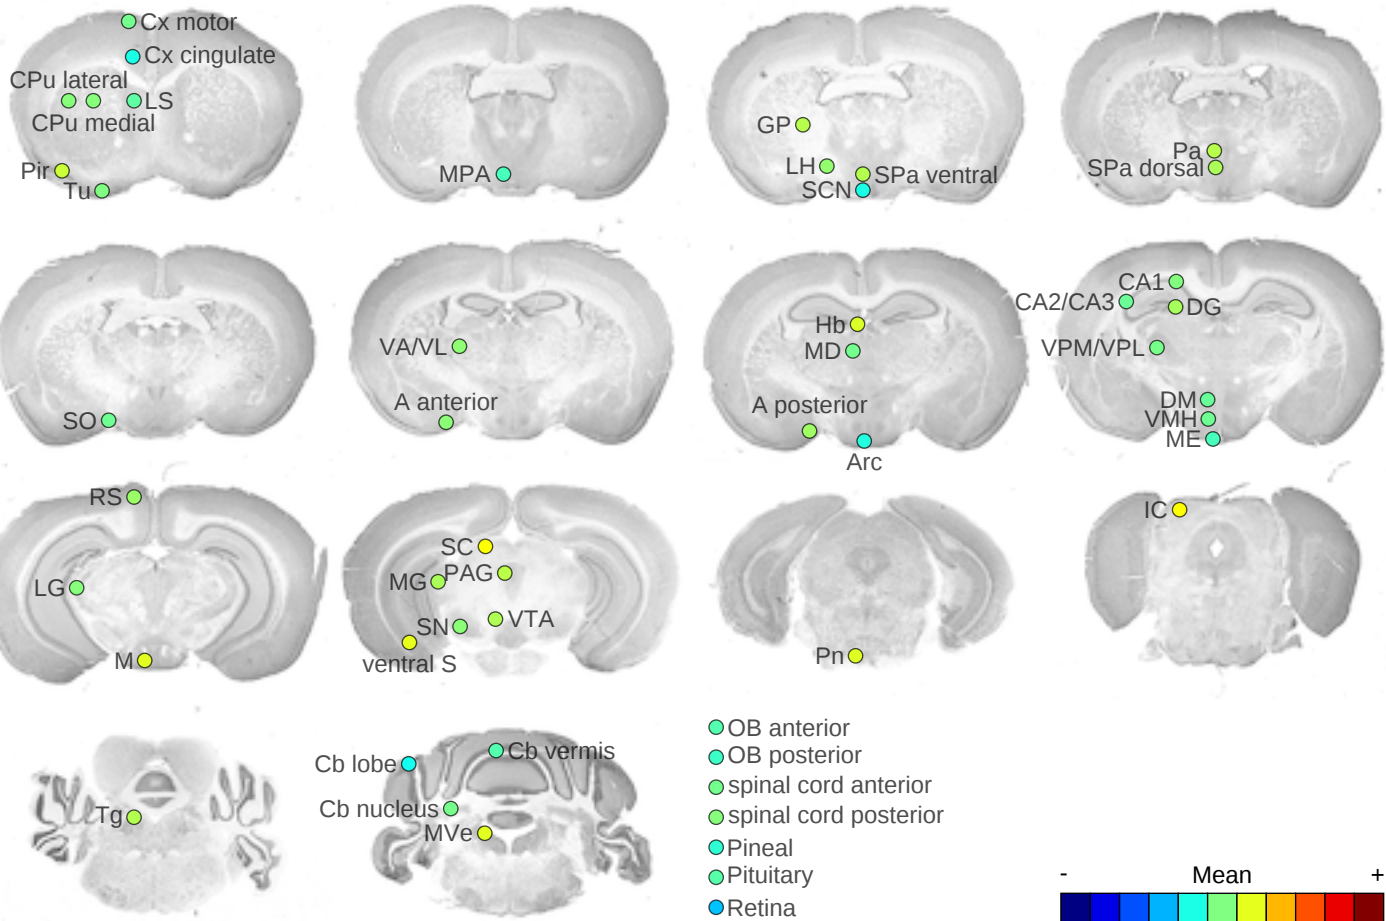 Cx motor
Cx cingulate
CPu lateral
LS
CPu medial
Pir
Tu
MPA
GP
LH
SPa ventral
SCN
Pa
SPa dorsal
SO
VA/VL
A anterior
Hb
MD
A posterior
Arc
CA1
CA2/CA3
DG
VPM/VPL
DM
VMH
ME
RS
LG
M
SC
MG
PAG
SN
VTA
ventral S
Pn
IC
Tg
Cb lobe
Cb vermis
Cb nucleus
MVe
OB anterior
OB posterior
spinal cord anterior
spinal cord posterior
Pineal
Pituitary
Retina
- Mean +